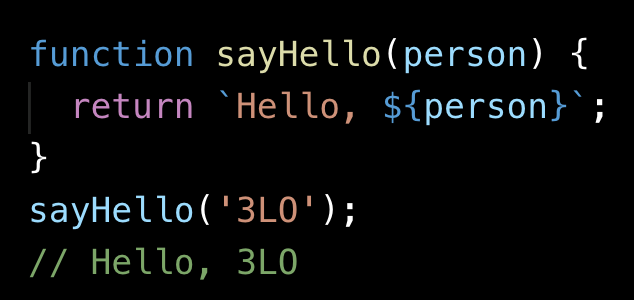 function sayHello(person) {
  return `Hello, ${person}`;
}
sayHello('3LO');
// Hello, 3LO